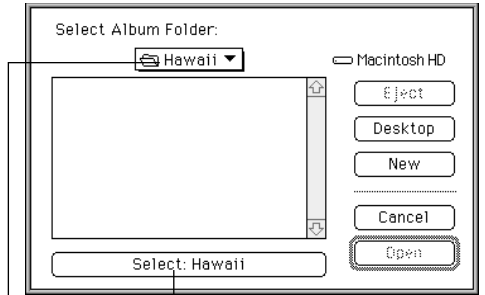 Select Album Folder:
Hawaii
Macintosh HD
Eject
Desktop
New
Cancel
Open
Select: Hawaii